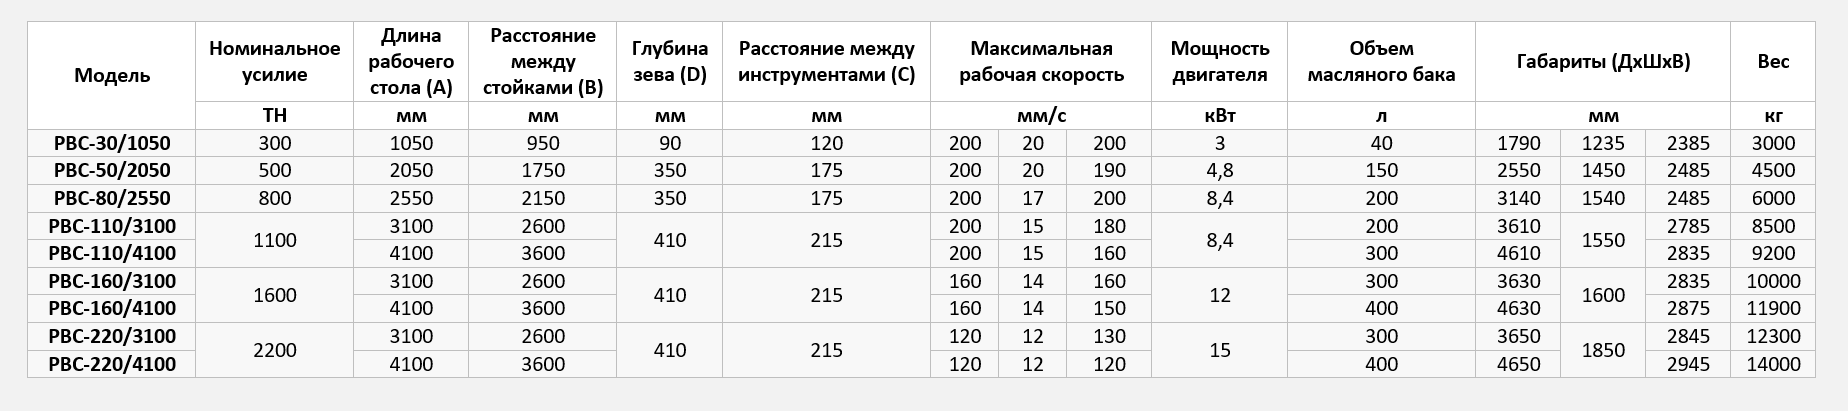 Модель Номинальное усилие Длина рабочего стола (A) Расстояние между стойками (B) Глубина зева (D) Расстояние между инструментами (C) Максимальная рабочая скорость Мощность двигателя Объем масляного бака Габариты (ДхШхВ) Вес
ТН мм мм мм мм мм/с кВт л мм кг
PBC-30/1050 300 1050 950 90 120 200 20 200 3 40 1790 1235 2385 3000
PBC-50/2050 500 2050 1750 350 175 200 20 190 4,8 150 2550 1450 2485 4500
PBC-80/2550 800 2550 2150 350 175 200 17 200 8,4 200 3140 1540 2485 6000
PBC-110/3100 1100 3100 2600 410 215 200 15 180 8,4 200 3610 1550 2785 8500
PBC-110/4100 4100 3600 200 15 160 300 4610 2835 9200
PBC-160/3100 1600 3100 2600 410 215 160 14 160 12 300 3630 1600 2835 10000
PBC-160/4100 4100 3600 160 14 150 400 4630 2875 11900
PBC-220/3100 2200 3100 2600 410 215 120 12 130 15 300 3650 1850 2845 12300
PBC-220/4100 4100 3600 120 12 120 400 4650 2945 14000